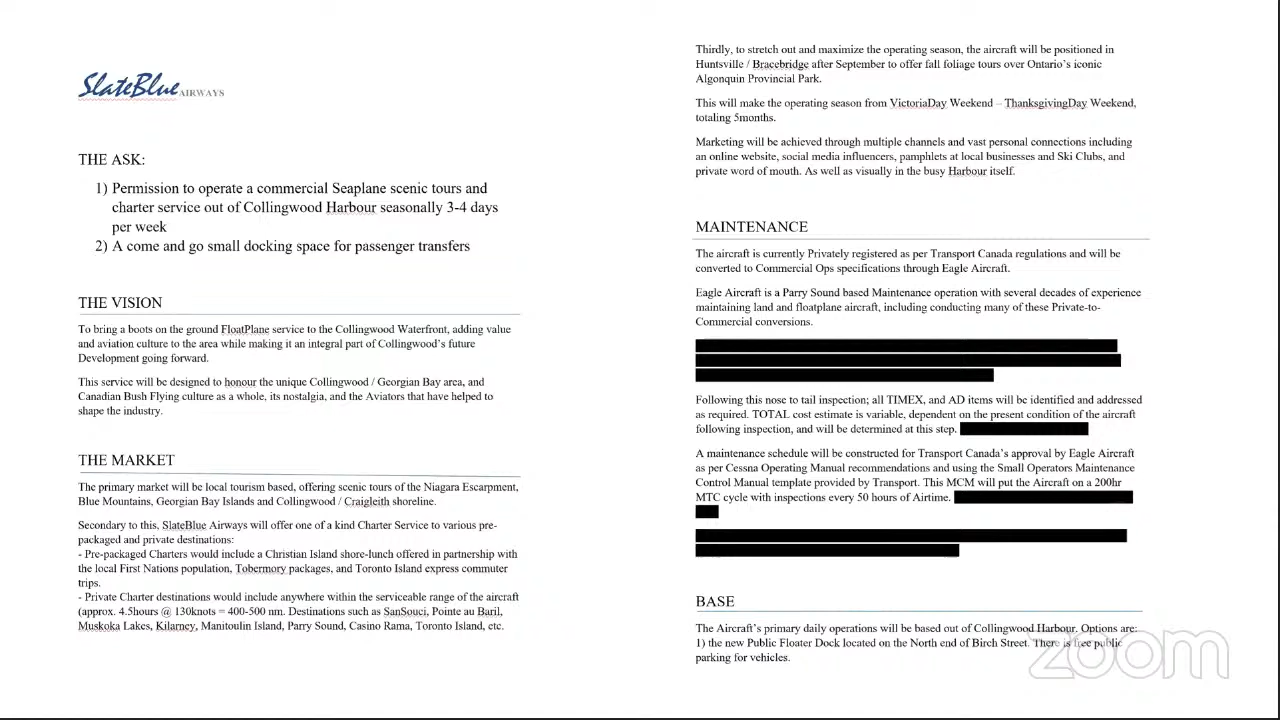 SlateBlue AIRWAYS
THE ASK:
1) Permission to operate a commercial Seaplane scenic tours and
charter service out of Collingwood Harbour seasonally 3-4 days
per week
2) A come and go small docking space for passenger transfers
THE VISION
To bring a boots on the ground FloatPlane service to the Collingwood Waterfront, adding value
and aviation culture to the area while making it an integral part of Collingwood's future
Development going forward.
This service will be designed to honour the unique Collingwood / Georgian Bay area, and
Canadian Bush Flying culture as a whole, its nostalgia, and the Aviators that have helped to
shape the industry.
THE MARKET
The primary market will be local tourism based, offering scenic tours of the Niagara Escarpment,
Blue Mountains, Georgian Bay Islands and Collingwood / Craigleith shoreline.
Secondary to this, SlateBlue Airways will offer one of a kind Charter Service to various pre-
packaged and private destinations:
- Pre-packaged Charters would include a Christian Island shore-lunch offered in partnership with
the local First Nations population, Tobermory packages, and Toronto Island express commuter
trips.
- Private Charter destinations would include anywhere within the serviceable range of the aircraft
(approx. 4.5hours @ 130knots = 400-500 nm. Destinations such as SanSouci, Pointe au Baril,
Muskoka Lakes, Kilarney, Manitoulin Island, Parry Sound, Casino Rama, Toronto Island, etc.
Thirdly, to stretch out and maximize the operating season, the aircraft will be positioned in
Huntsville / Bracebridge after September to offer fall foliage tours over Ontario's iconic
Algonquin Provincial Park.
This will make the operating season from VictoriaDay Weekend – ThanksgivingDay Weekend,
totaling 5months.
Marketing will be achieved through multiple channels and vast personal connections including
an online website, social media influencers, pamphlets at local businesses and Ski Clubs, and
private word of mouth. As well as visually in the busy Harbour itself.
MAINTENANCE
The aircraft is currently Privately registered as per Transport Canada regulations and will be
converted to Commercial Ops specifications through Eagle Aircraft.
Eagle Aircraft is a Parry Sound based Maintenance operation with several decades of experience
maintaining land and floatplane aircraft, including conducting many of these Private-to-
Commercial conversions.
Following this nose to tail inspection; all TIMEX, and AD items will be identified and addressed
as required. TOTAL cost estimate is variable, dependent on the present condition of the aircraft
following inspection, and will be determined at this step.
A maintenance schedule will be constructed for Transport Canada's approval by Eagle Aircraft
as per Cessna Operating Manual recommendations and using the Small Operators Maintenance
Control Manual template provided by Transport. This MCM will put the Aircraft on a 200hr
MTC cycle with inspections every 50 hours of Airtime.
BASE
The Aircraft's primary daily operations will be based out of Collingwood Harbour. Options are:
1) the new Public Floater Dock located on the North end of Birch Street. There is free public
parking for vehicles.
zoom